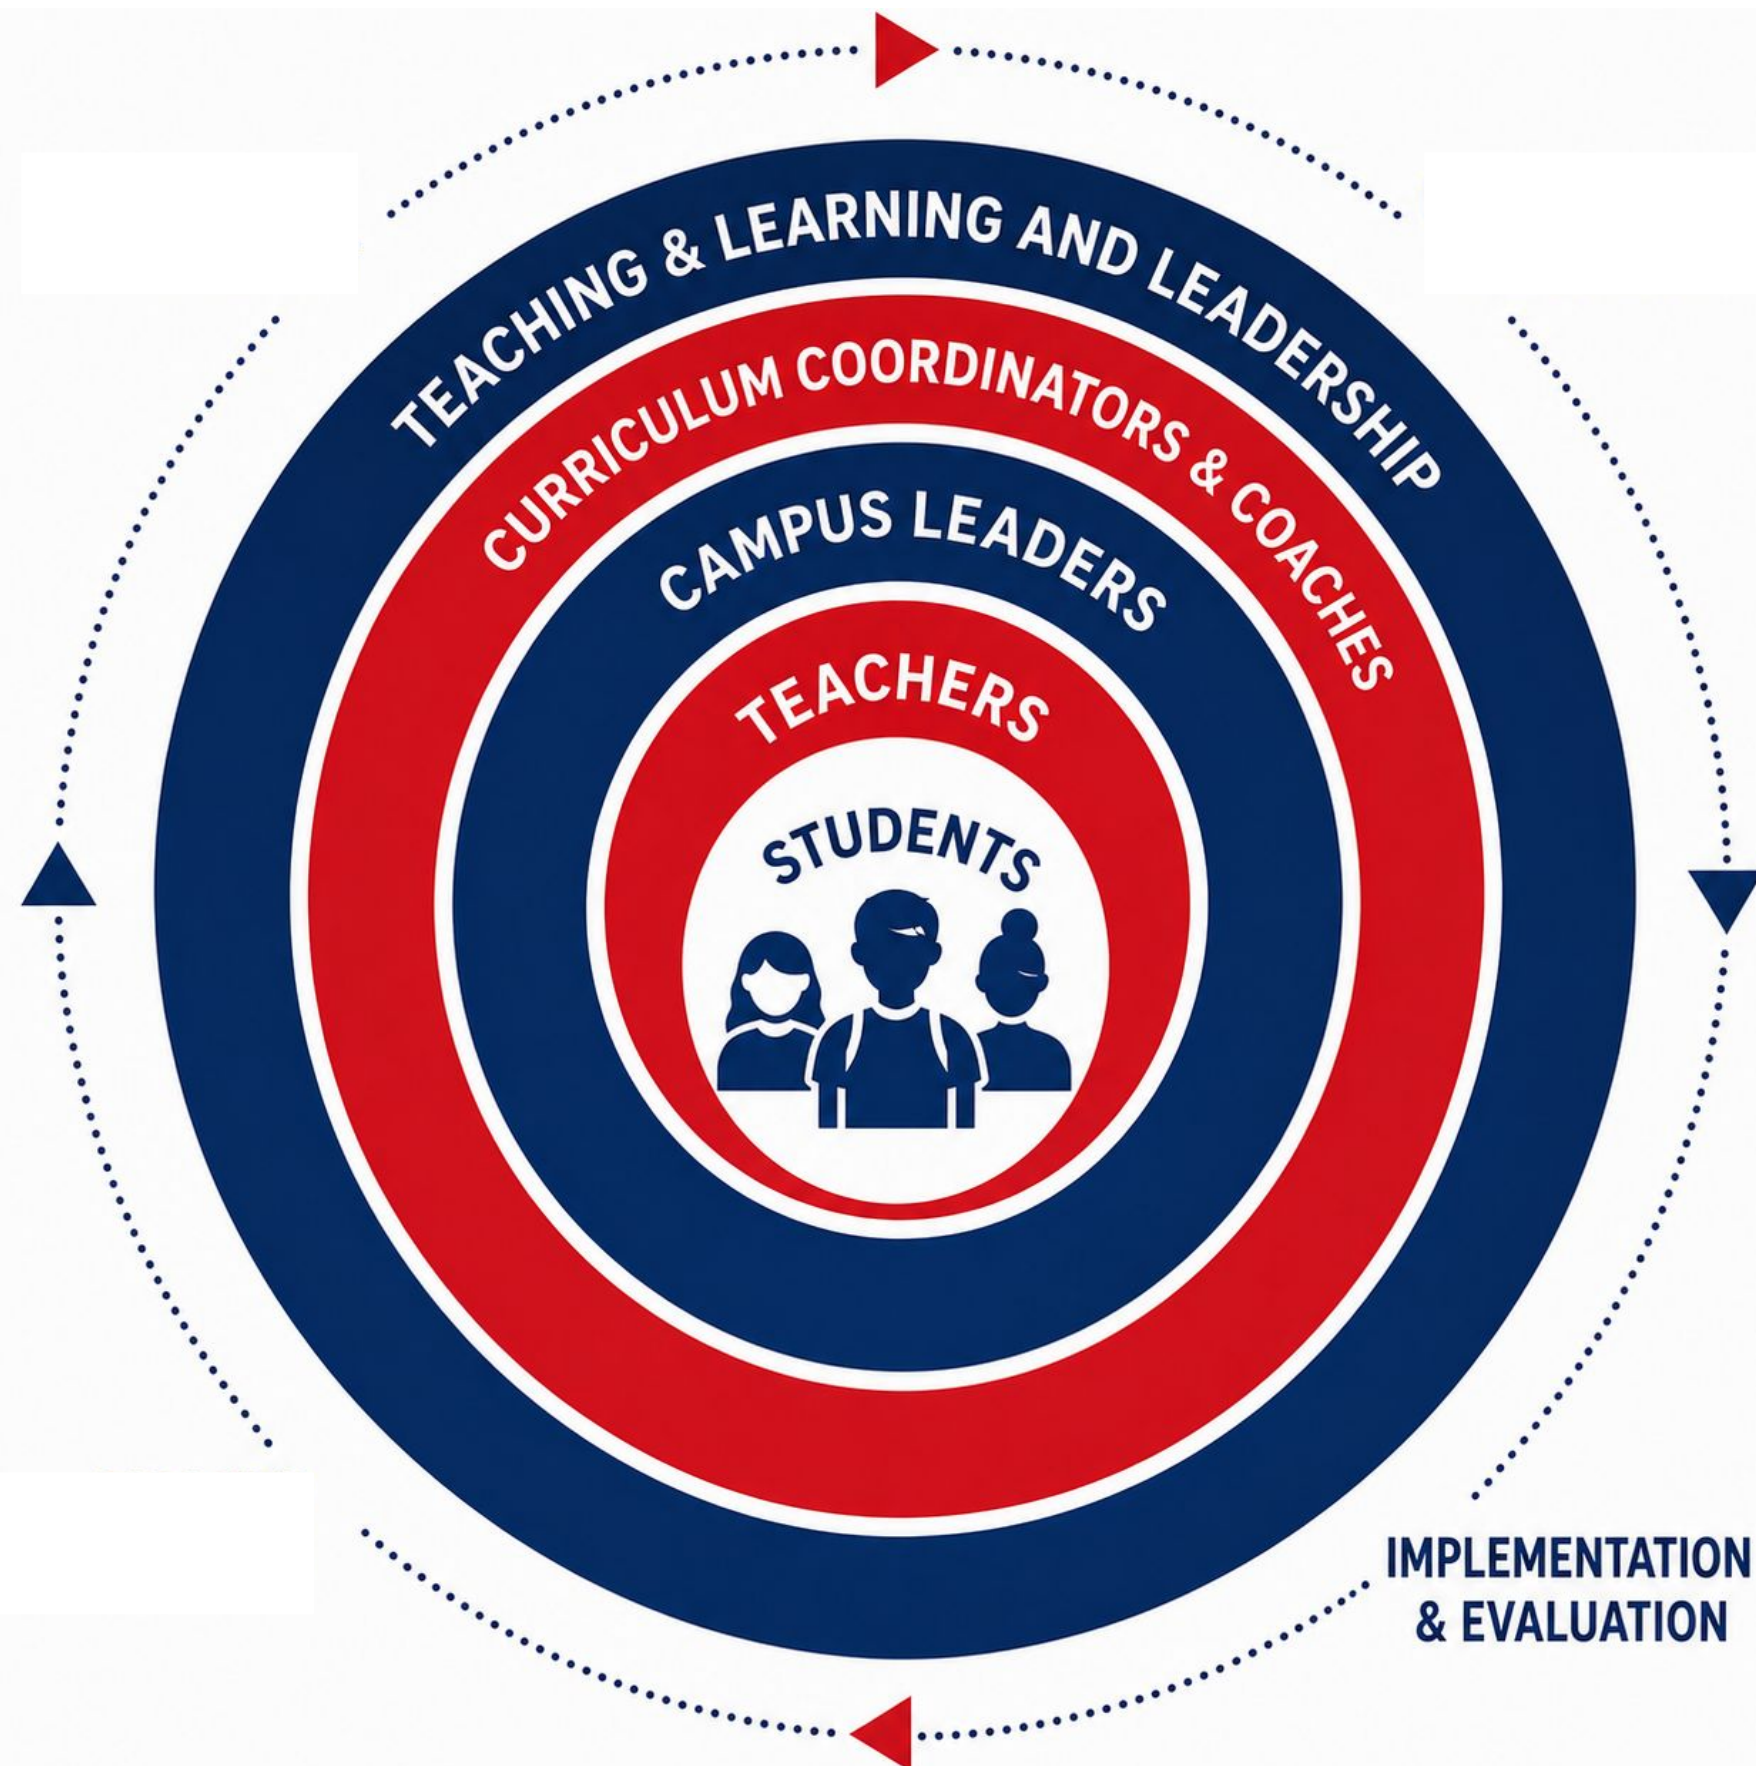 TEACHING & LEARNING AND LEADERSHIP
CURRICULUM COORDINATORS & COACHES
CAMPUS LEADERS
TEACHERS
STUDENTS
IMPLEMENTATION
& EVALUATION